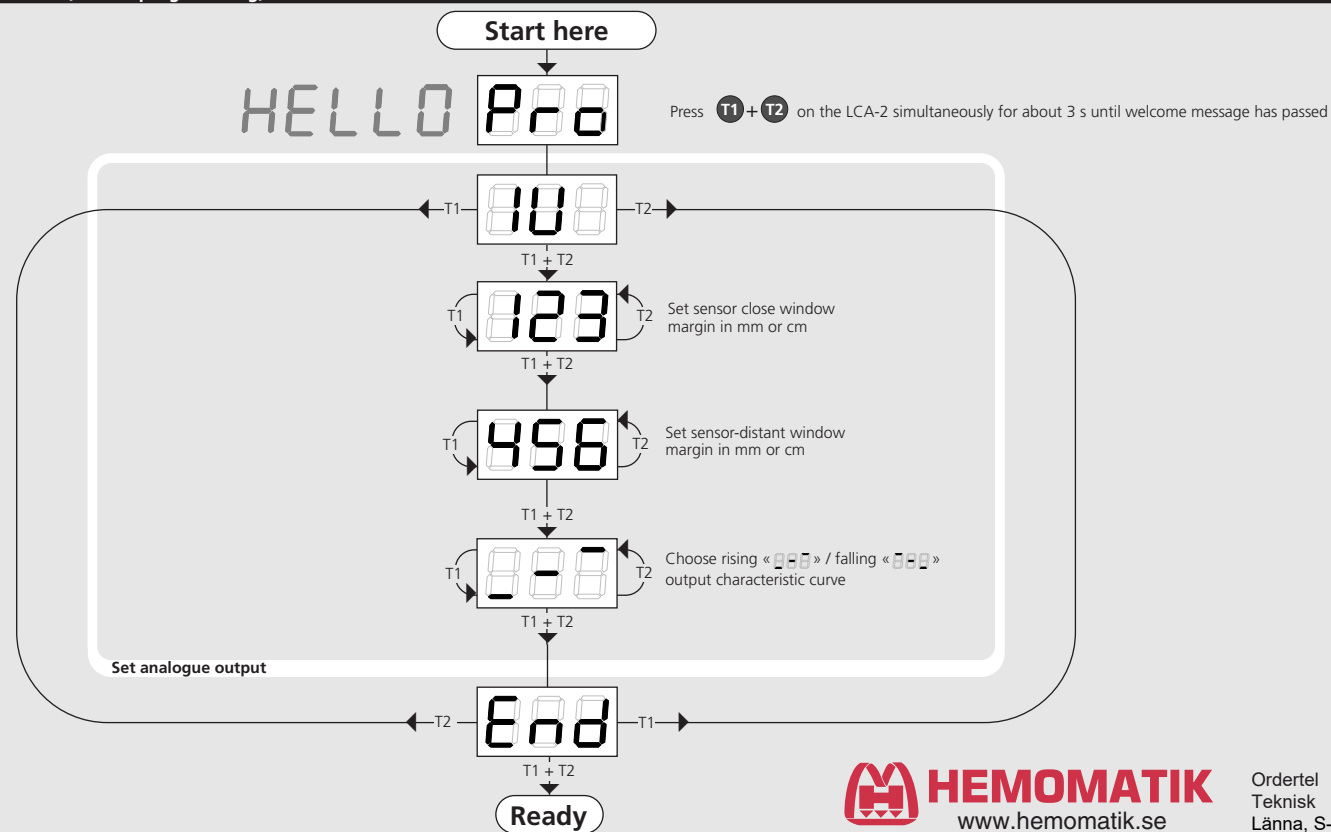 Start here
HELLO Pro
Press T1 + T2 on the LCA-2 simultaneously for about 3 s until welcome message has passed
T1 IU T2
T1 + T2
T1 123 T2
Set sensor close window
margin in mm or cm
T1 + T2
T1 456 T2
Set sensor-distant window
margin in mm or cm
T1 + T2
T1 _-¯ T2
Choose rising «_-¯» / falling «¯-_»
output characteristic curve
T1 + T2
Set analogue output
T2 End T1
T1 + T2
Ready
HEMOMATIK
www.hemomatik.se
Ordertel
Teknisk
Länna, S-